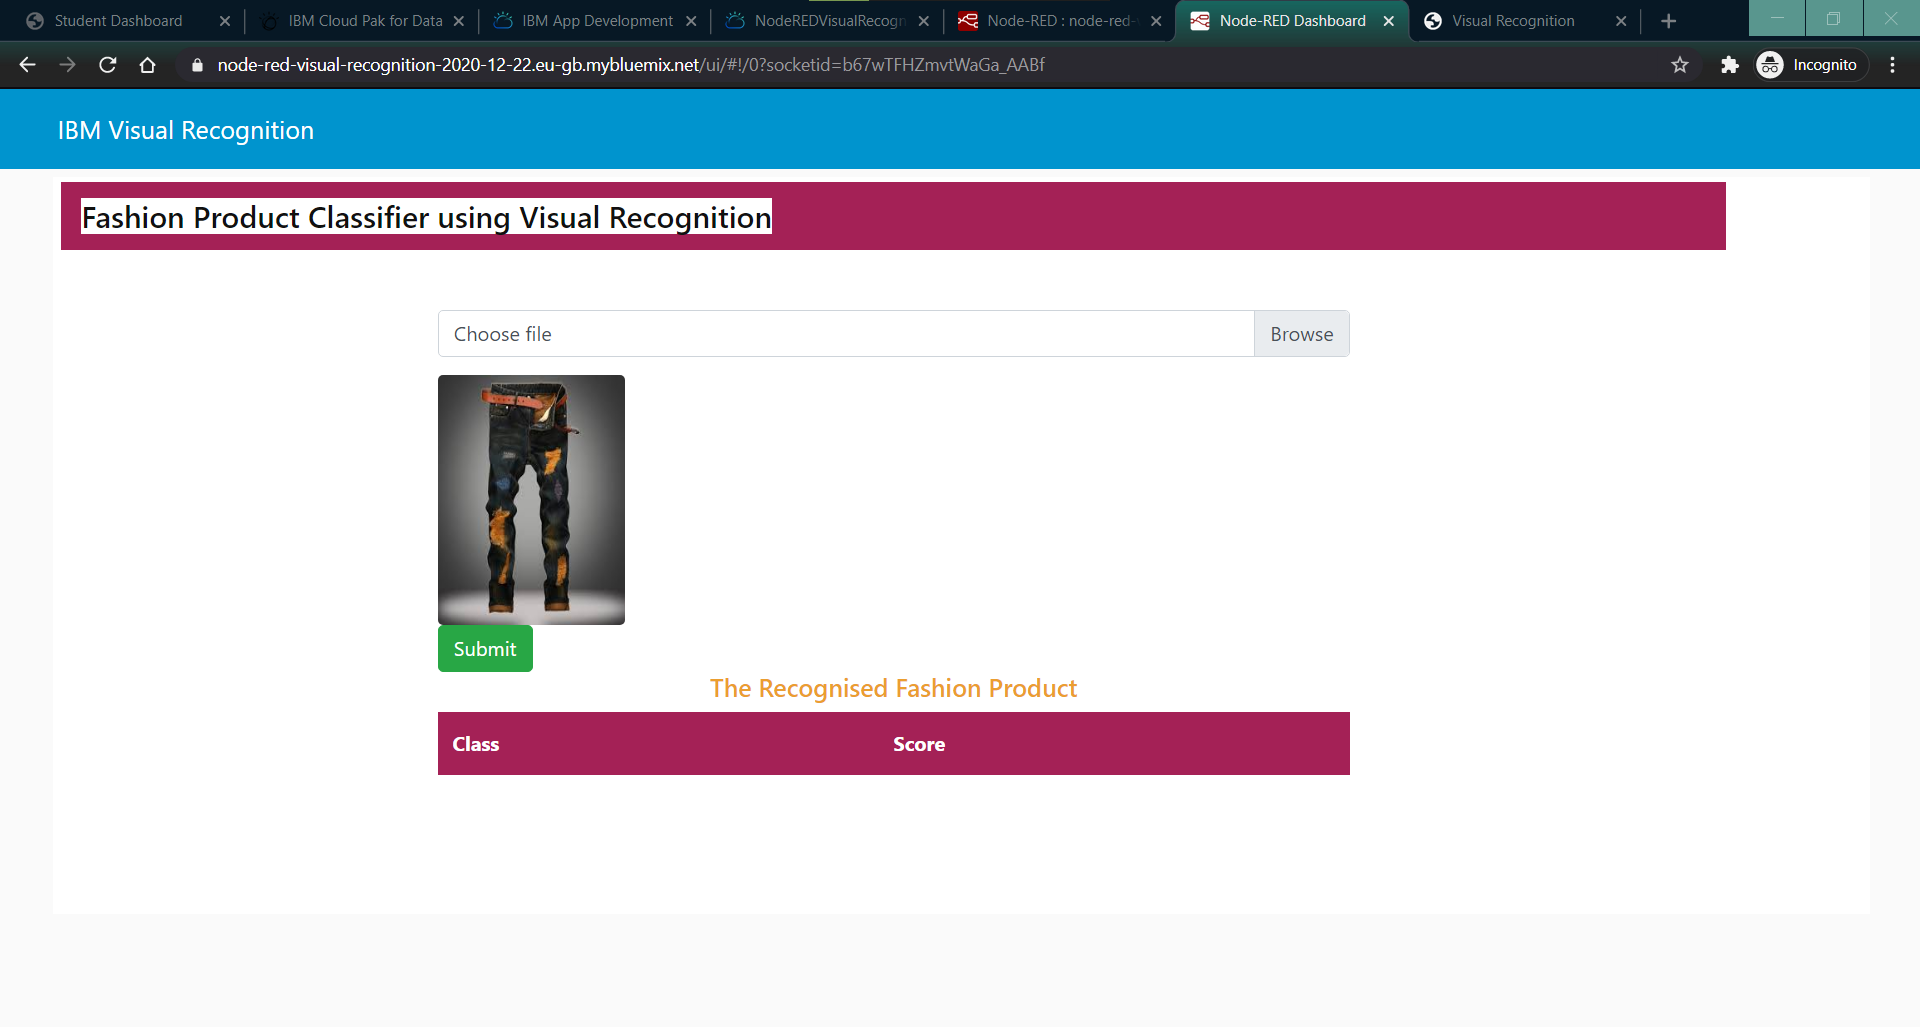 Student Dashboard
IBM Cloud Pak for Data
IBM App Development
NodeREDVisualRecogn
Node-RED : node-red-
Node-RED Dashboard
Visual Recognition
node-red-visual-recognition-2020-12-22.eu-gb.mybluemix.net/ui/#!/0?socketid=b67wTFHZmvtWaGa_AABf
Incognito
IBM Visual Recognition
Fashion Product Classifier using Visual Recognition
Choose file
Browse
Submit
The Recognised Fashion Product
Class Score